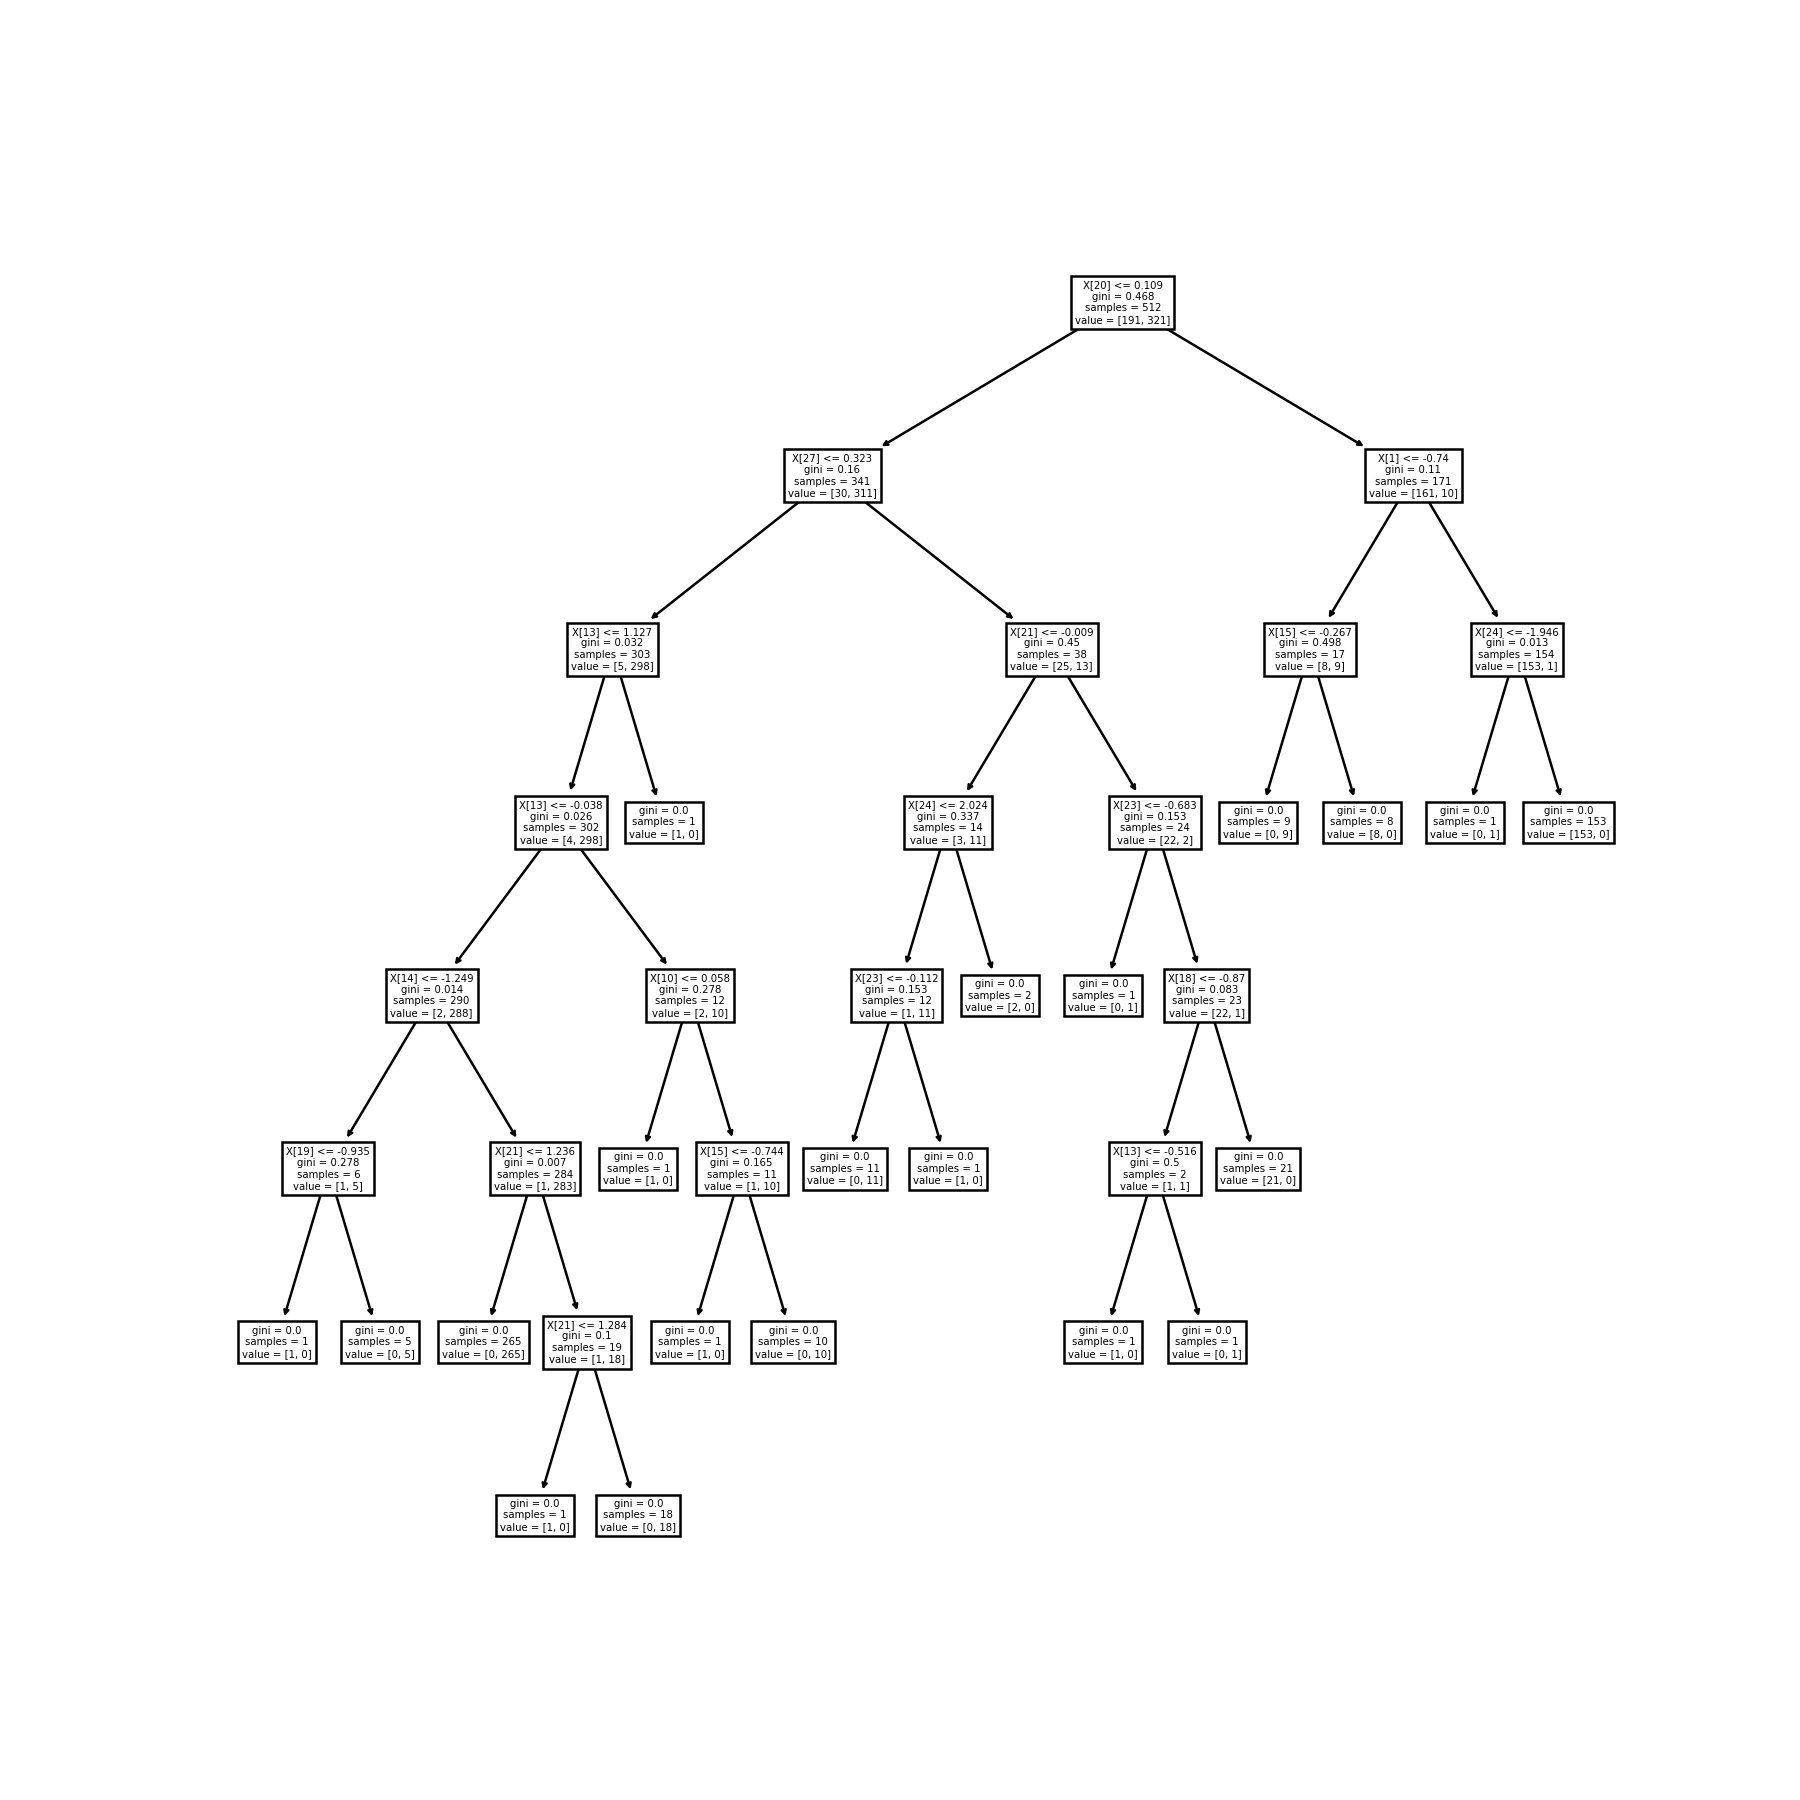 X[20] <= 0.109
gini = 0.468
samples = 512
value = [191, 321]
X[27] <= 0.323
gini = 0.16
samples = 341
value = [30, 311]
X[1] <= -0.74
gini = 0.11
samples = 171
value = [161, 10]
X[13] <= 1.127
gini = 0.032
samples = 303
value = [5, 298]
X[21] <= -0.009
gini = 0.45
samples = 38
value = [25, 13]
X[15] <= -0.267
gini = 0.498
samples = 17
value = [8, 9]
X[24] <= -1.946
gini = 0.013
samples = 154
value = [153, 1]
X[13] <= -0.038
gini = 0.026
samples = 302
value = [4, 298]
gini = 0.0
samples = 1
value = [1, 0]
X[24] <= 2.024
gini = 0.337
samples = 14
value = [3, 11]
X[23] <= -0.683
gini = 0.153
samples = 24
value = [22, 2]
gini = 0.0
samples = 9
value = [0, 9]
gini = 0.0
samples = 8
value = [8, 0]
gini = 0.0
samples = 1
value = [0, 1]
gini = 0.0
samples = 153
value = [153, 0]
X[14] <= -1.249
gini = 0.014
samples = 290
value = [2, 288]
X[10] <= 0.058
gini = 0.278
samples = 12
value = [2, 10]
X[23] <= -0.112
gini = 0.153
samples = 12
value = [1, 11]
gini = 0.0
samples = 2
value = [2, 0]
gini = 0.0
samples = 1
value = [0, 1]
X[18] <= -0.87
gini = 0.083
samples = 23
value = [22, 1]
X[19] <= -0.935
gini = 0.278
samples = 6
value = [1, 5]
X[21] <= 1.236
gini = 0.007
samples = 284
value = [1, 283]
gini = 0.0
samples = 1
value = [1, 0]
X[15] <= -0.744
gini = 0.165
samples = 11
value = [1, 10]
gini = 0.0
samples = 11
value = [0, 11]
gini = 0.0
samples = 1
value = [1, 0]
X[13] <= -0.516
gini = 0.5
samples = 2
value = [1, 1]
gini = 0.0
samples = 21
value = [21, 0]
gini = 0.0
samples = 1
value = [1, 0]
gini = 0.0
samples = 5
value = [0, 5]
gini = 0.0
samples = 265
value = [0, 265]
X[21] <= 1.284
gini = 0.1
samples = 19
value = [1, 18]
gini = 0.0
samples = 1
value = [1, 0]
gini = 0.0
samples = 10
value = [0, 10]
gini = 0.0
samples = 1
value = [1, 0]
gini = 0.0
samples = 1
value = [0, 1]
gini = 0.0
samples = 1
value = [1, 0]
gini = 0.0
samples = 18
value = [0, 18]